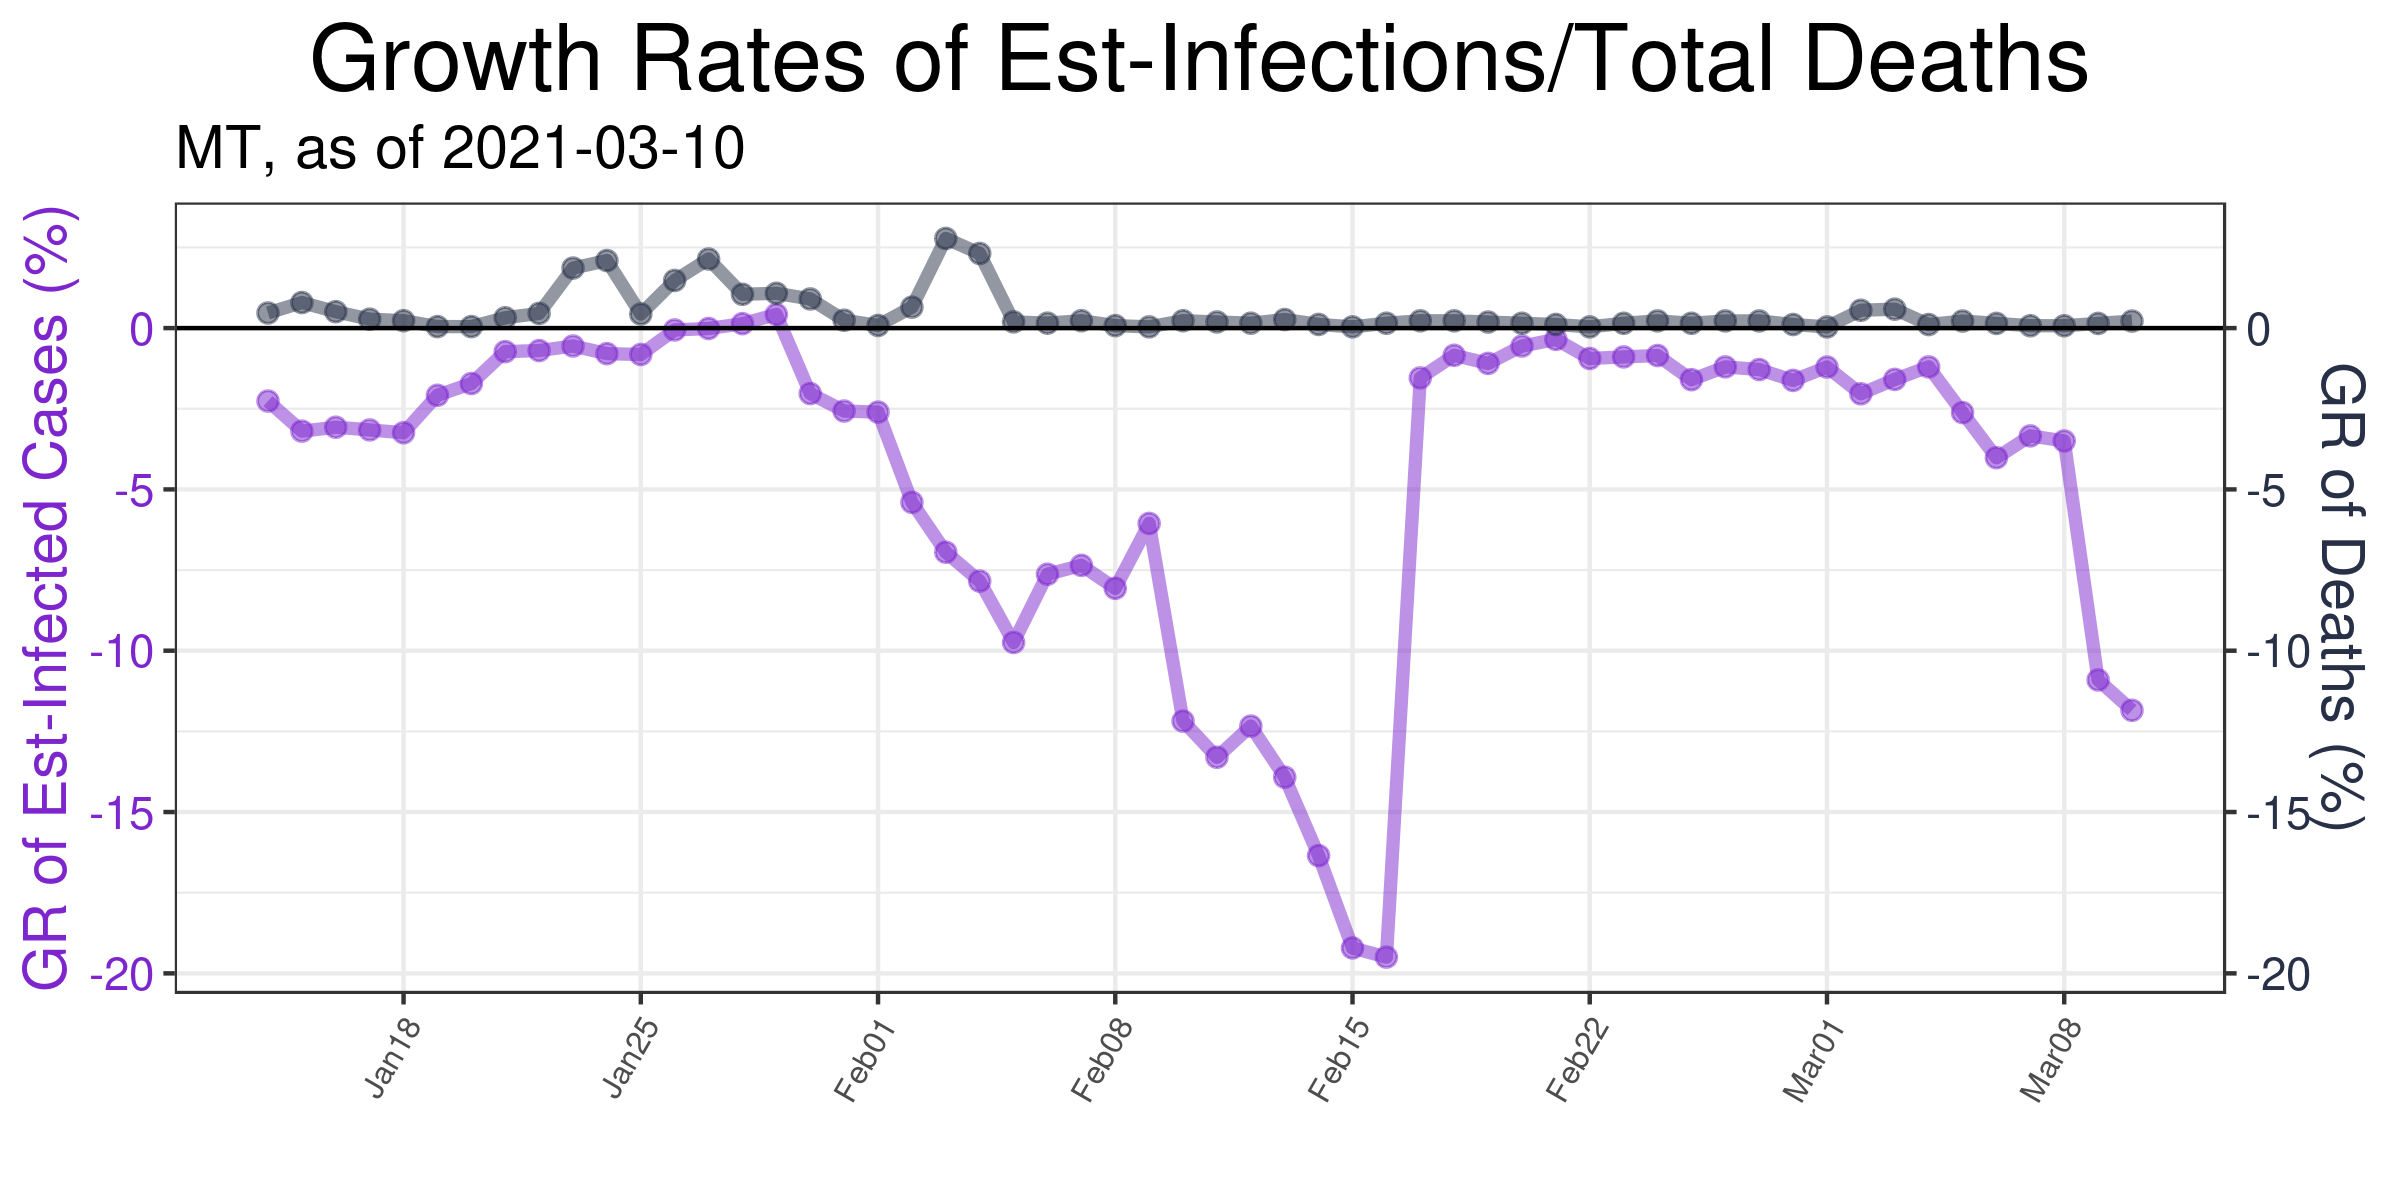 Growth Rates of Est-Infections/Total Deaths
MT, as of 2021-03-10
GR of Est-Infected Cases (%)
0
-5
-10
-15
-20
0
-5
-10
-15
-20
GR of Deaths (%)
Jan18
Jan25
Feb01
Feb08
Feb15
Feb22
Mar01
Mar08